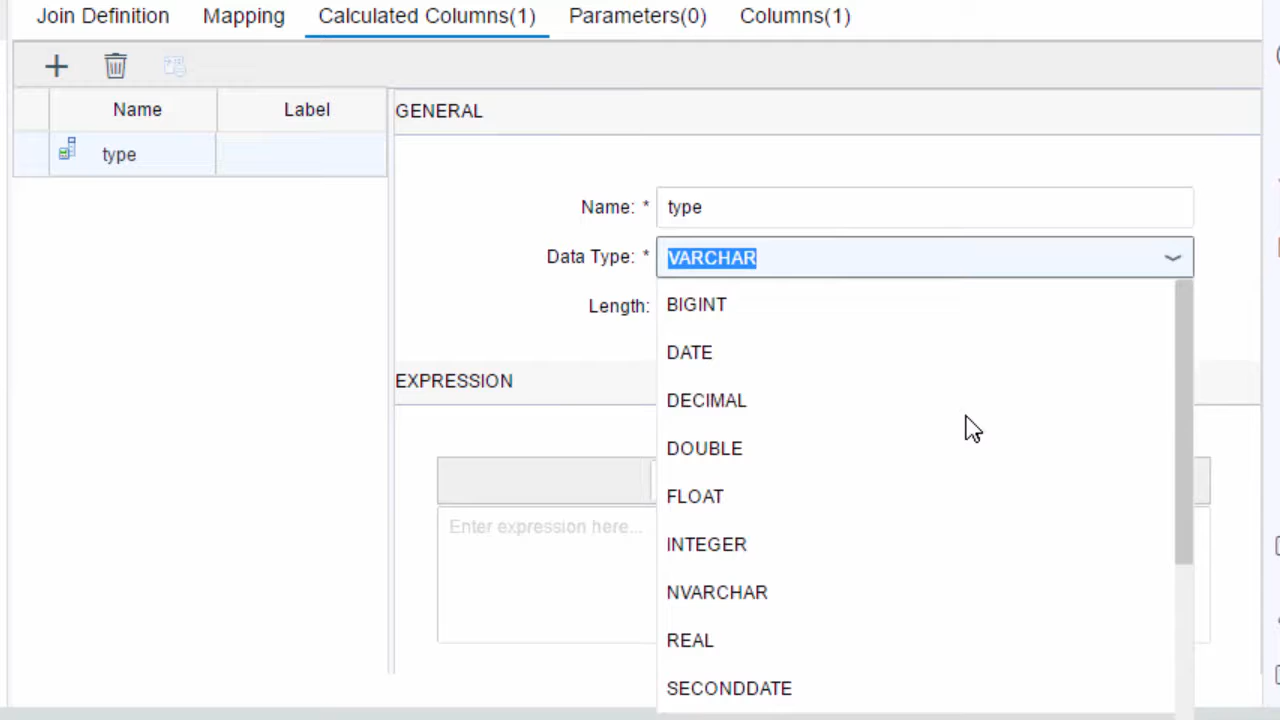 Join Definition Mapping Calculated Columns(1) Parameters(0) Columns(1)
Name Label
type
GENERAL
Name: * type
Data Type: * VARCHAR
Length:
BIGINT
DATE
DECIMAL
DOUBLE
FLOAT
INTEGER
NVARCHAR
REAL
SECONDDATE
EXPRESSION
Enter expression here...